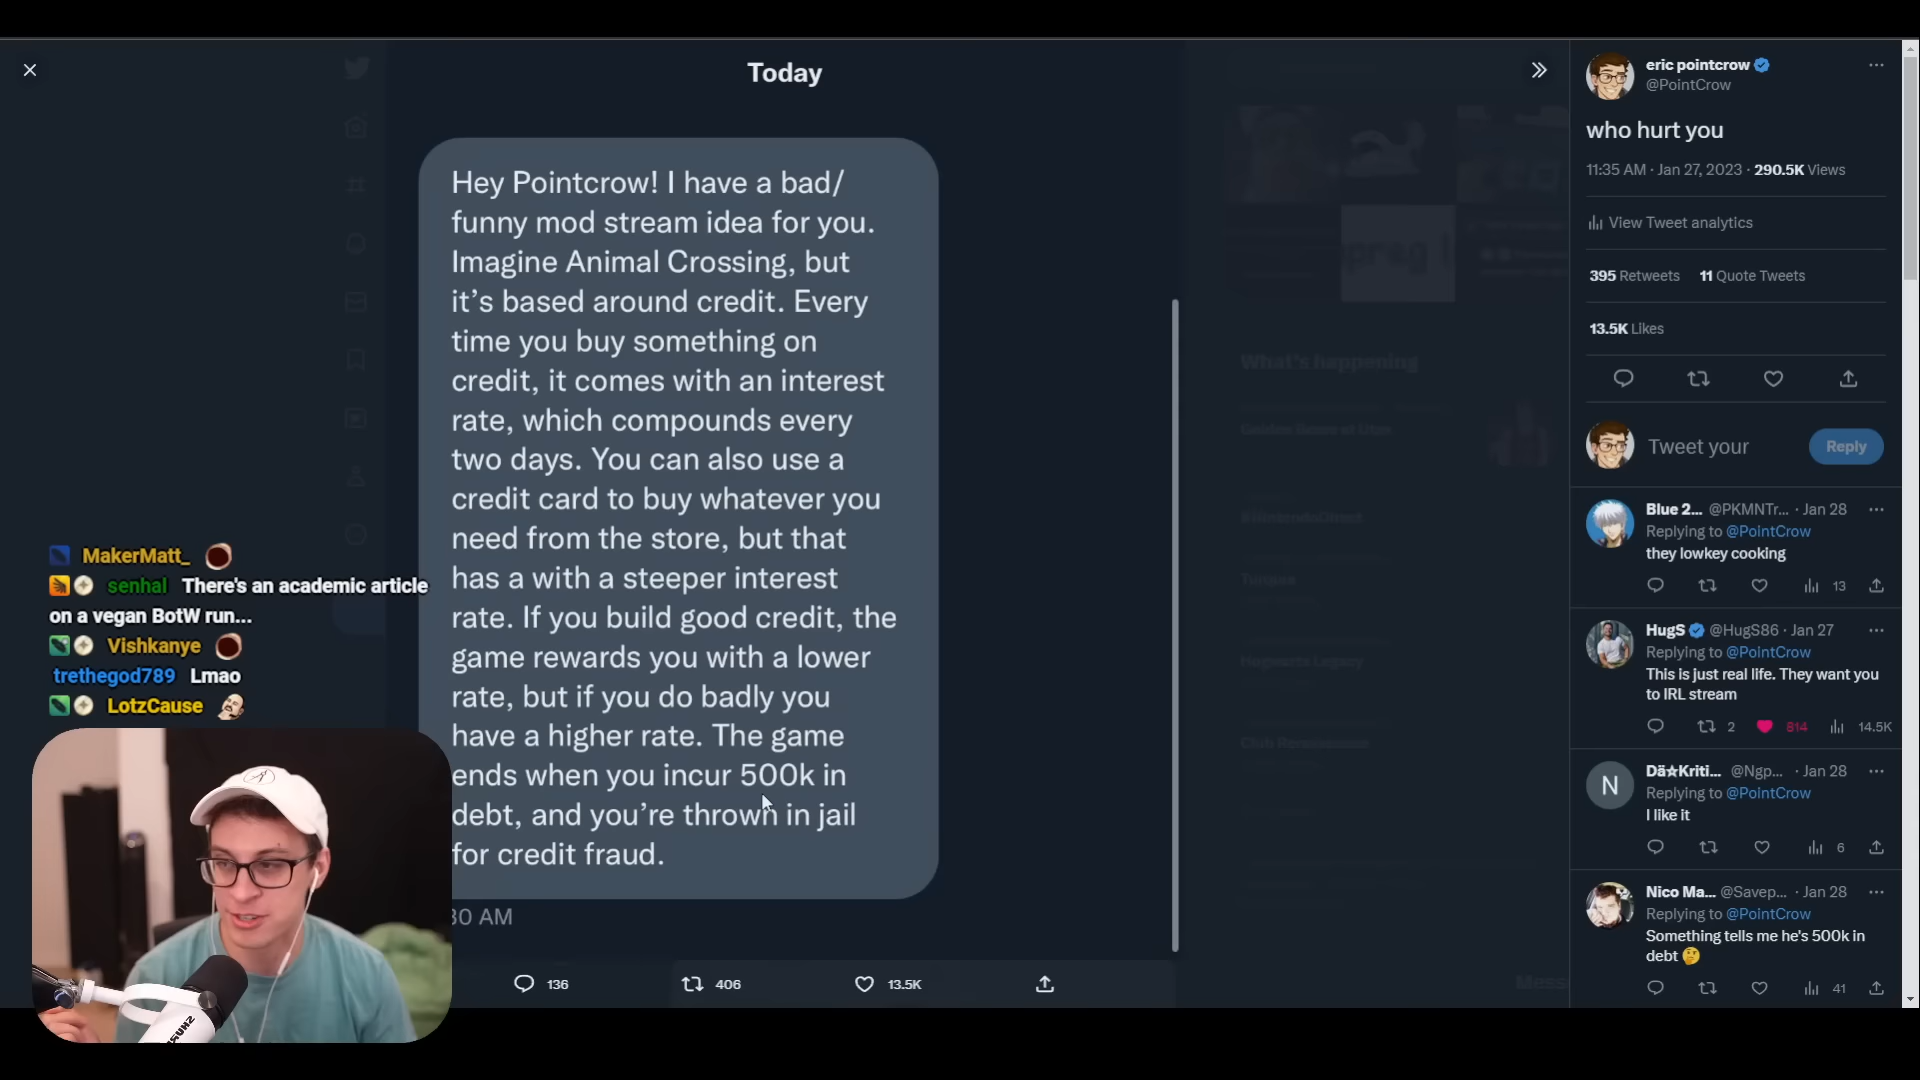 Today
Hey Pointcrow! I have a bad/
funny mod stream idea for you.
Imagine Animal Crossing, but
it's based around credit. Every
time you buy something on
credit, it comes with an interest
rate, which compounds every
two days. You can also use a
credit card to buy whatever you
need from the store, but that
has a with a steeper interest
rate. If you build good credit, the
game rewards you with a lower
rate, but if you do badly you
have a higher rate. The game
ends when you incur 500k in
debt, and you're thrown in jail
for credit fraud.
30 AM
136
406
13.5K
MakerMatt_
senhal There's an academic article
on a vegan BotW run...
Vishkanye
trethegod789 Lmao
LotzCause
What's happening
Hogwarts Legacy
eric pointcrow
@PointCrow
who hurt you
11:35 AM · Jan 27, 2023 · 290.5K Views
View Tweet analytics
395 Retweets 11 Quote Tweets
13.5K Likes
Tweet your
Reply
Blue 2... @PKMNTr... · Jan 28
Replying to @PointCrow
they lowkey cooking
13
HugS @HugS86 · Jan 27
Replying to @PointCrow
This is just real life. They want you
to IRL stream
2 814 14.5K
N
Dä★Kriti... @Ngp... · Jan 28
Replying to @PointCrow
I like it
6
Nico Ma... @Savep... · Jan 28
Replying to @PointCrow
Something tells me he's 500k in
debt 🤔
41